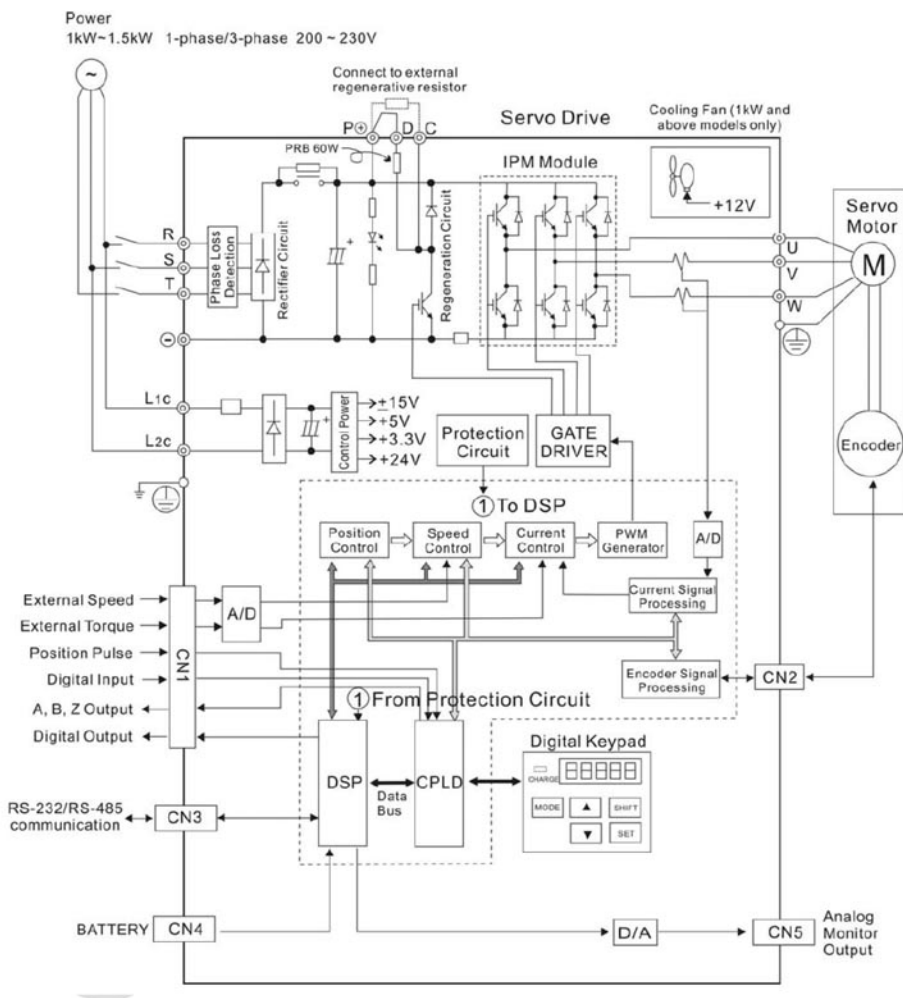 Power
1kW~1.5kW 1-phase/3-phase 200 ~ 230V
~
Connect to external
regenerative resistor
Servo Drive
Cooling Fan (1kW and
above models only)
P⊕
D
C
PRB 60W
IPM Module
+12V
Servo
Motor
R
S
T
Phase Loss
Detection
Rectifier Circuit
+
Regeneration Circuit
U
V
W
M
⊖
L1c
L2c
+
Control Power
±15V
+5V
+3.3V
+24V
Protection
Circuit
GATE
DRIVER
Encoder
① To DSP
Position
Control
Speed
Control
Current
Control
PWM
Generator
A/D
External Speed
External Torque
Position Pulse
Digital Input
A, B, Z Output
Digital Output
CN1
A/D
Current Signal
Processing
Encoder Signal
Processing
CN2
① From Protection Circuit
DSP
Data
Bus
CPLD
Digital Keypad
CHARGE
MODE
▲
SHIFT
▼
SET
RS-232/RS-485
communication
CN3
BATTERY
CN4
D/A
CN5
Analog
Monitor
Output